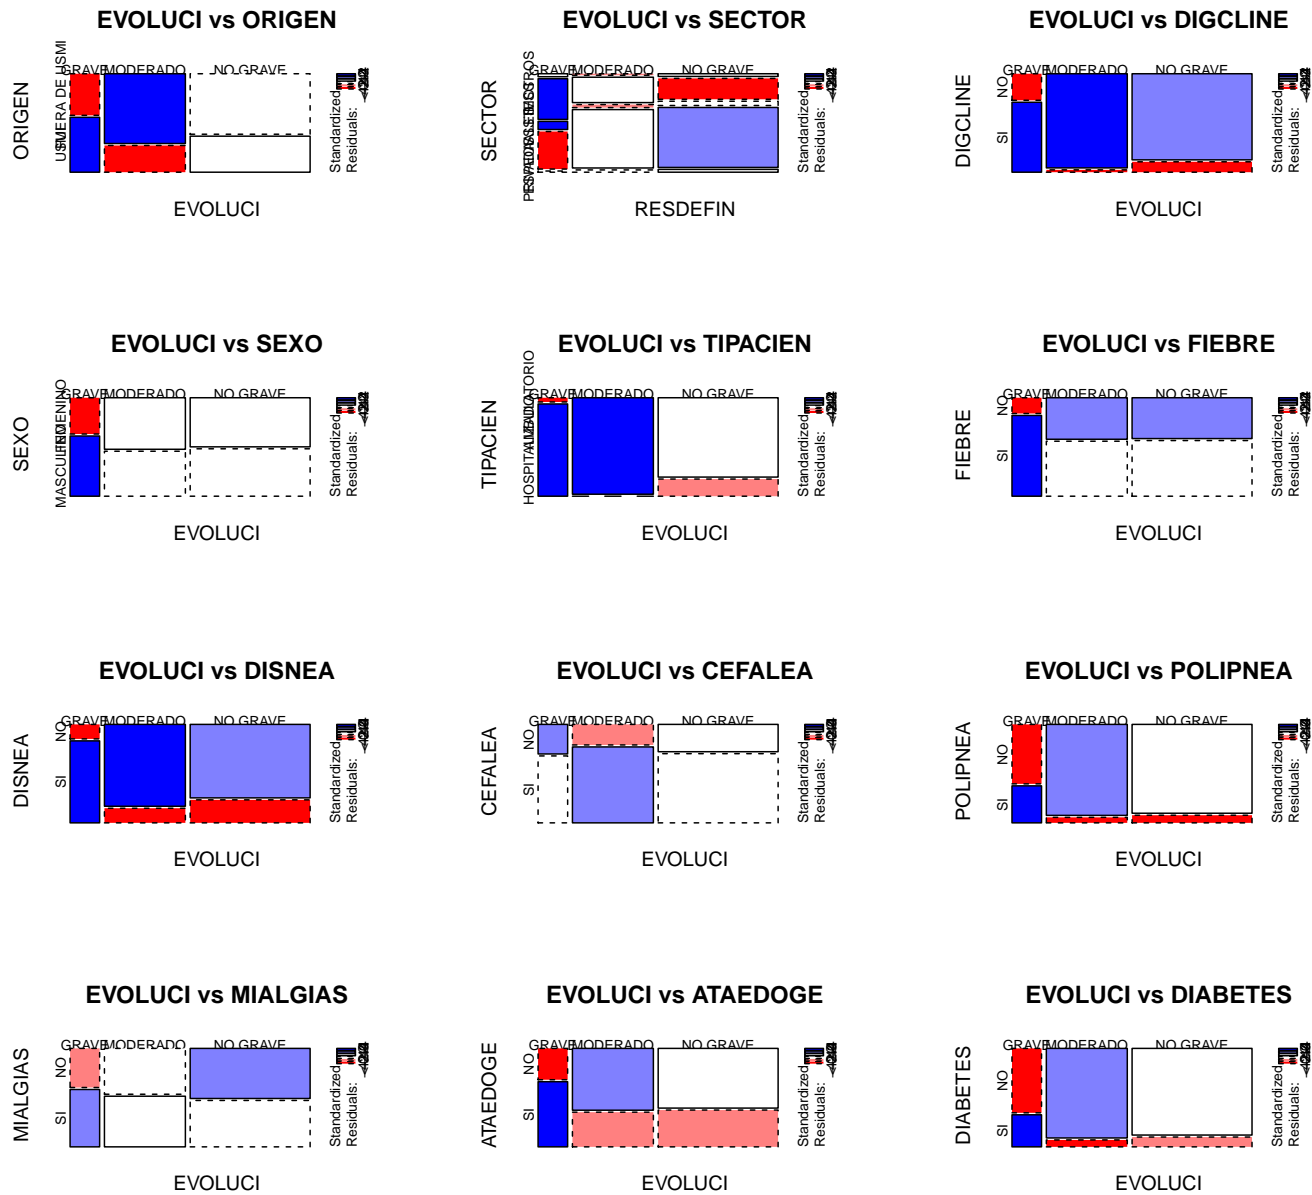 EVOLUCI vs ORIGEN
GRAVE MODERADO NO GRAVE
ORIGEN
Standardized
Residuals:
EVOLUCI
EVOLUCI vs SECTOR
GRAVE MODERADO NO GRAVE
SECTOR
Standardized
Residuals:
RESDEFIN
EVOLUCI vs DIGCLINE
GRAVE MODERADO NO GRAVE
DIGCLINE
NO
SI
Standardized
Residuals:
EVOLUCI
EVOLUCI vs SEXO
GRAVE MODERADO NO GRAVE
SEXO
Standardized
Residuals:
EVOLUCI
EVOLUCI vs TIPACIEN
GRAVE MODERADO NO GRAVE
TIPACIEN
Standardized
Residuals:
EVOLUCI
EVOLUCI vs FIEBRE
GRAVE MODERADO NO GRAVE
FIEBRE
NO
SI
Standardized
Residuals:
EVOLUCI
EVOLUCI vs DISNEA
GRAVE MODERADO NO GRAVE
DISNEA
NO
SI
Standardized
Residuals:
EVOLUCI
EVOLUCI vs CEFALEA
GRAVE MODERADO NO GRAVE
CEFALEA
NO
SI
Standardized
Residuals:
EVOLUCI
EVOLUCI vs POLIPNEA
GRAVE MODERADO NO GRAVE
POLIPNEA
NO
SI
Standardized
Residuals:
EVOLUCI
EVOLUCI vs MIALGIAS
GRAVE MODERADO NO GRAVE
MIALGIAS
NO
SI
Standardized
Residuals:
EVOLUCI
EVOLUCI vs ATAEDOGE
GRAVE MODERADO NO GRAVE
ATAEDOGE
NO
SI
Standardized
Residuals:
EVOLUCI
EVOLUCI vs DIABETES
GRAVE MODERADO NO GRAVE
DIABETES
NO
SI
Standardized
Residuals:
EVOLUCI